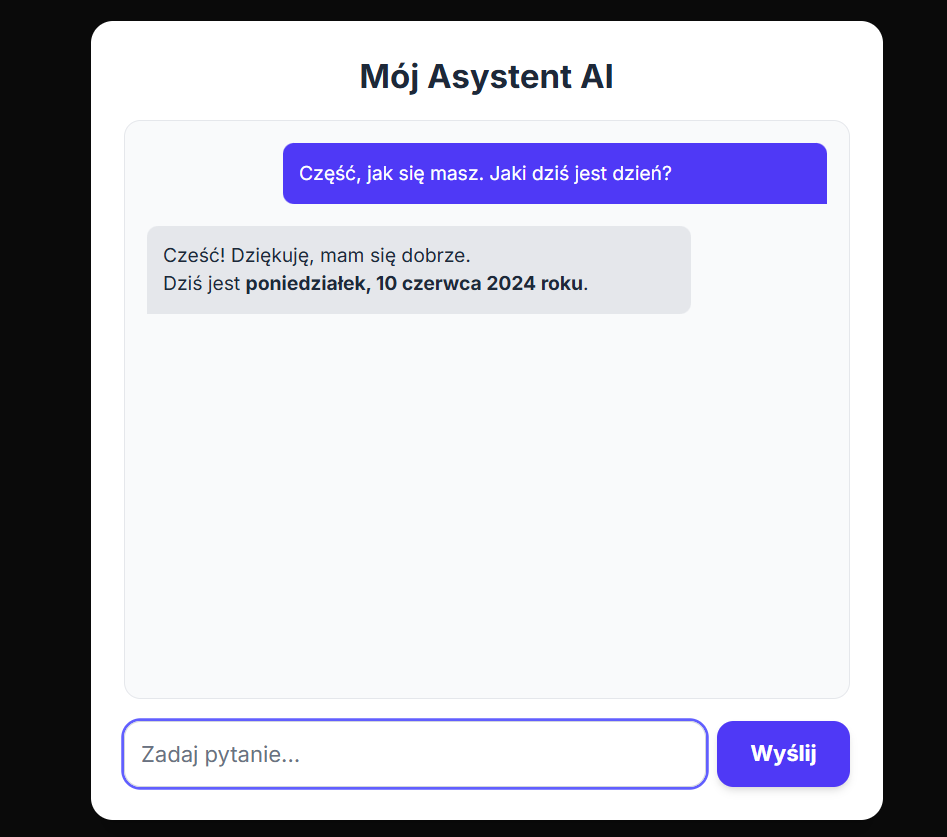 Mój Asystent AI
Część, jak się masz. Jaki dziś jest dzień?
Cześć! Dziękuję, mam się dobrze.
Dziś jest poniedziałek, 10 czerwca 2024 roku.
Zadaj pytanie...
Wyślij